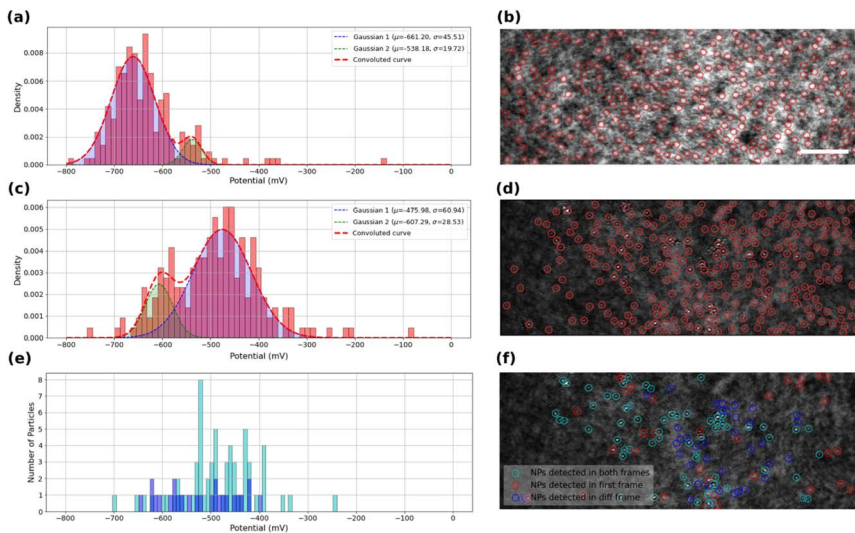 (a)
Gaussian 1 (μ=-661.20, σ=45.51)
Gaussian 2 (μ=-538.18, σ=19.72)
Convoluted curve
Density
0.008
0.006
0.004
0.002
0.000
−800 −700 −600 −500 −400 −300 −200 −100 0
Potential (mV)
(b)
(c)
Gaussian 1 (μ=-475.98, σ=60.94)
Gaussian 2 (μ=-607.29, σ=28.53)
Convoluted curve
Density
0.006
0.005
0.004
0.003
0.002
0.001
0.000
−800 −700 −600 −500 −400 −300 −200 −100 0
Potential (mV)
(d)
(e)
Number of Particles
8
7
6
5
4
3
2
1
0
−800 −700 −600 −500 −400 −300 −200 −100 0
Potential (mV)
(f)
NPs detected in both frames
NPs detected in first frame
NPs detected in diff frame